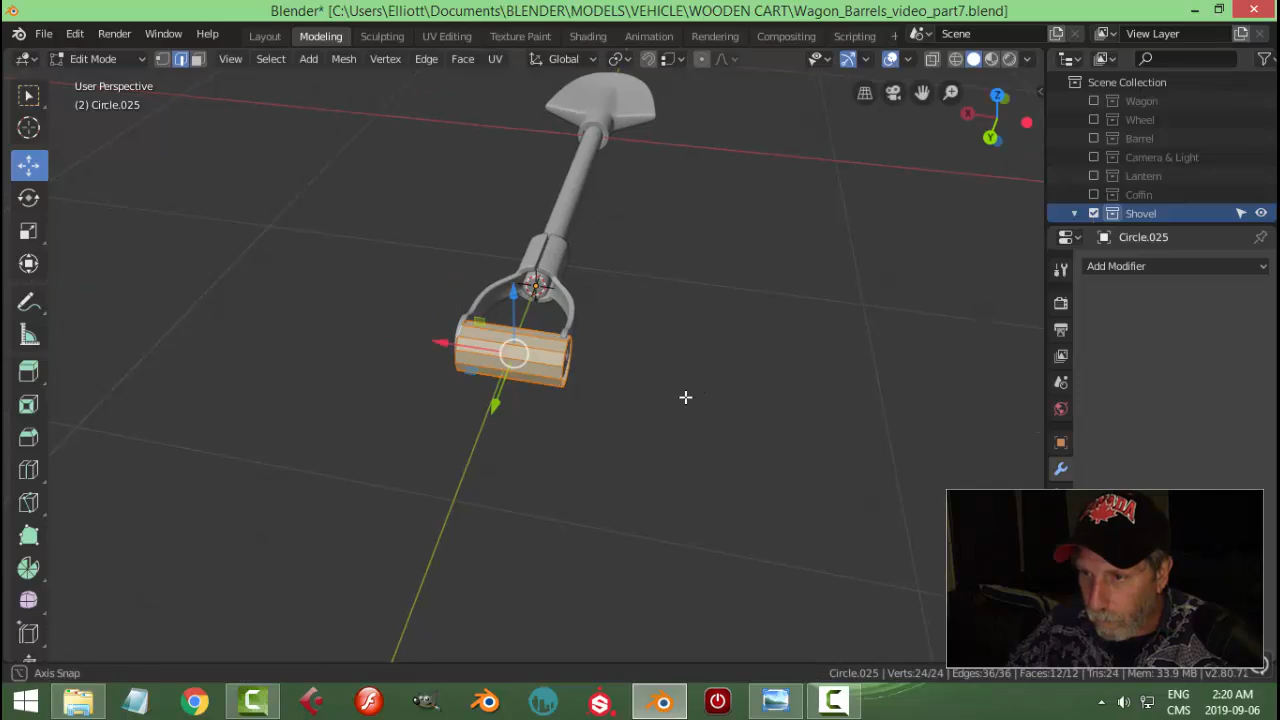 Blender* [C:\Users\Elliott\Documents\BLENDER\MODELS\VEHICLE\WOODEN CART\Wagon_Barrels_video_part7.blend]
File Edit Render Window Help Layout Modeling Sculpting UV Editing Texture Paint Shading Animation Rendering Compositing Scripting + Scene View Layer
Edit Mode View Select Add Mesh Vertex Edge Face UV Global
User Perspective
(2) Circle.025
Z
X
Y
Scene Collection
Wagon
Wheel
Barrel
Camera & Light
Lantern
Coffin
Shovel
Circle.025
Add Modifier
Axis Snap
Circle.025 | Verts:24/24 | Edges:36/36 | Faces:12/12 | Tris:24 | Mem: 33.9 MB | v2.80.71
ENG
CMS
2:20 AM
2019-09-06